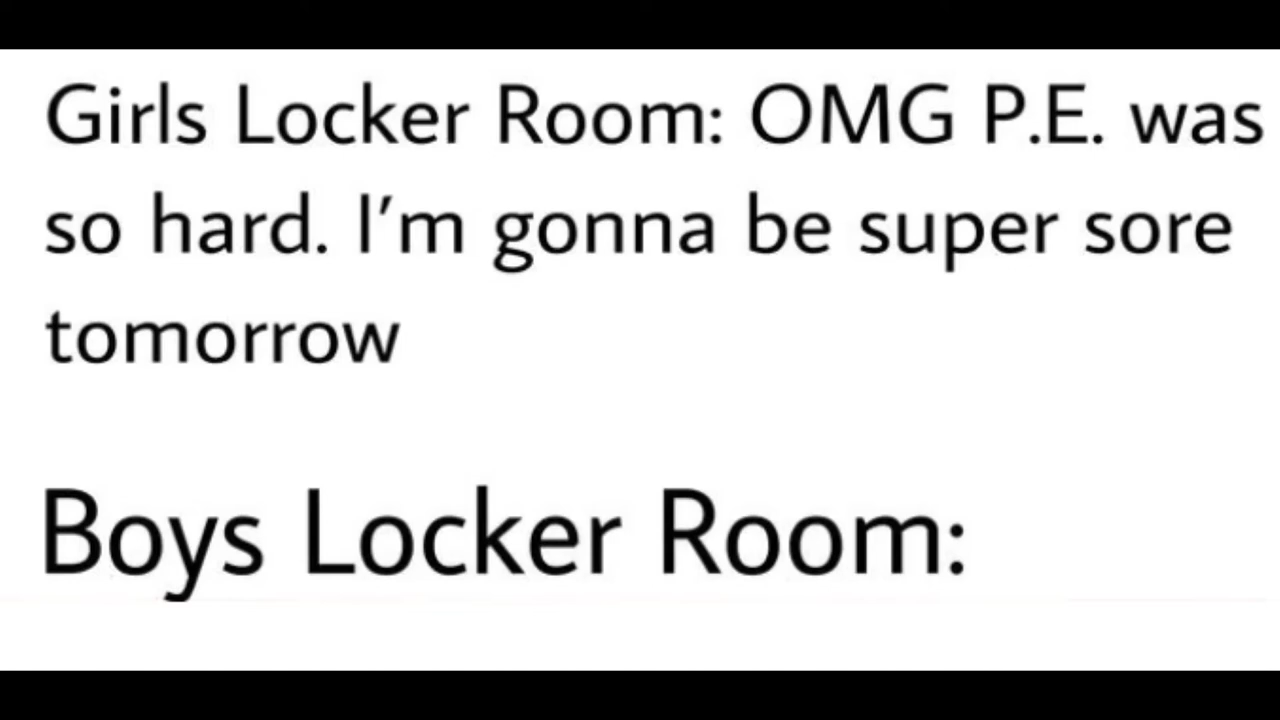 Girls Locker Room: OMG P.E. was
so hard. I'm gonna be super sore
tomorrow
Boys Locker Room: